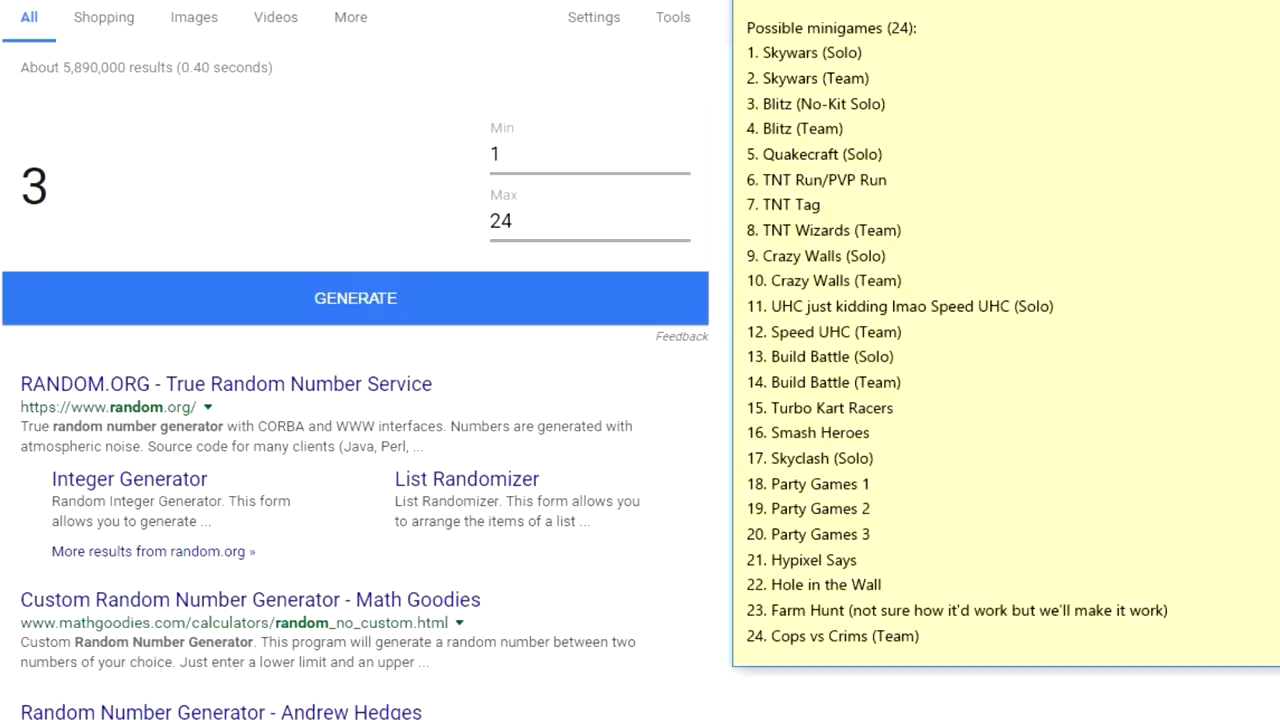 All Shopping Images Videos More Settings Tools
About 5,890,000 results (0.40 seconds)
3
Min
1
Max
24
GENERATE
Feedback
RANDOM.ORG - True Random Number Service
https://www.random.org/
True random number generator with CORBA and WWW interfaces. Numbers are generated with
atmospheric noise. Source code for many clients (Java, Perl, ...
Integer Generator
Random Integer Generator. This form
allows you to generate ...
List Randomizer
List Randomizer. This form allows you
to arrange the items of a list ...
More results from random.org »
Custom Random Number Generator - Math Goodies
www.mathgoodies.com/calculators/random_no_custom.html
Custom Random Number Generator. This program will generate a random number between two
numbers of your choice. Just enter a lower limit and an upper ...
Random Number Generator - Andrew Hedges
Possible minigames (24):
1. Skywars (Solo)
2. Skywars (Team)
3. Blitz (No-Kit Solo)
4. Blitz (Team)
5. Quakecraft (Solo)
6. TNT Run/PVP Run
7. TNT Tag
8. TNT Wizards (Team)
9. Crazy Walls (Solo)
10. Crazy Walls (Team)
11. UHC just kidding lmao Speed UHC (Solo)
12. Speed UHC (Team)
13. Build Battle (Solo)
14. Build Battle (Team)
15. Turbo Kart Racers
16. Smash Heroes
17. Skyclash (Solo)
18. Party Games 1
19. Party Games 2
20. Party Games 3
21. Hypixel Says
22. Hole in the Wall
23. Farm Hunt (not sure how it'd work but we'll make it work)
24. Cops vs Crims (Team)